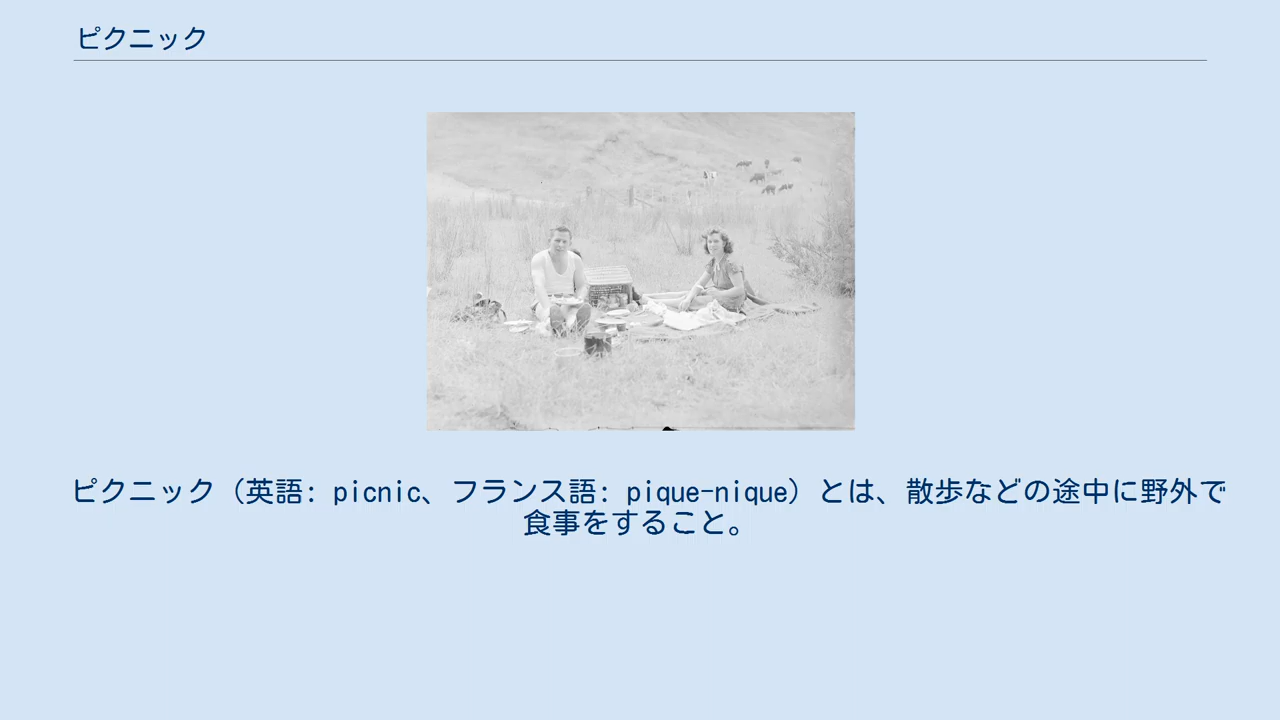 ピクニック
ピクニック（英語: picnic、フランス語: pique-nique）とは、散歩などの途中に野外で
食事をすること。